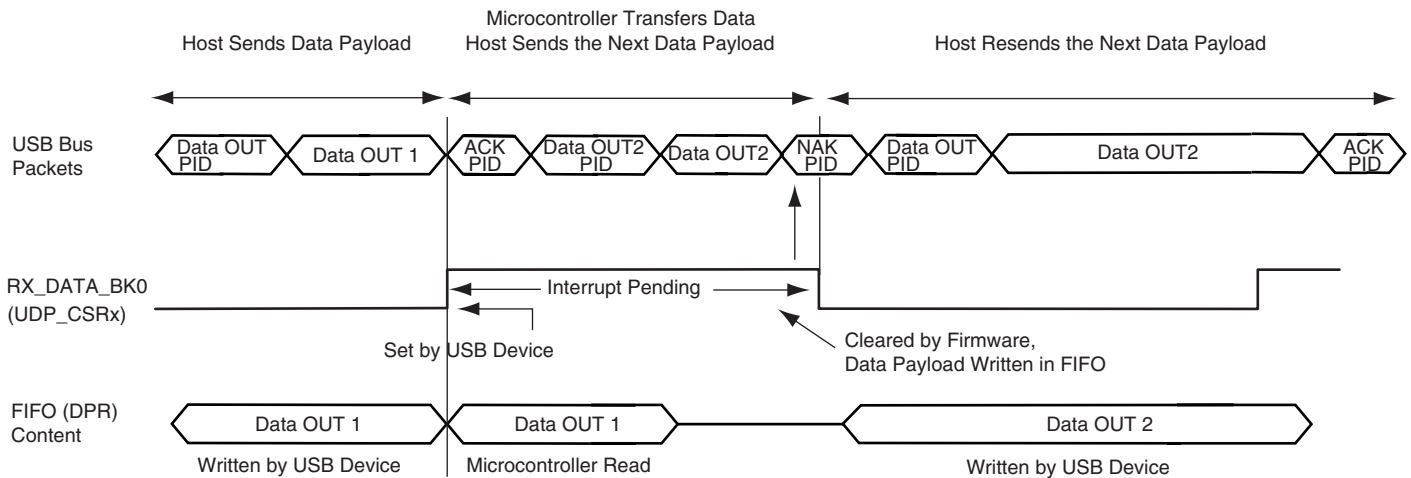 Microcontroller Transfers Data
Host Sends Data Payload
Host Sends the Next Data Payload
Host Resends the Next Data Payload
USB Bus
Packets
Data OUT
PID
Data OUT 1
ACK
PID
Data OUT2
PID
Data OUT2
NAK
PID
Data OUT
PID
Data OUT2
ACK
PID
RX_DATA_BK0
(UDP_CSRx)
Interrupt Pending
Set by USB Device
Cleared by Firmware,
Data Payload Written in FIFO
FIFO (DPR)
Content
Data OUT 1
Data OUT 1
Data OUT 2
Written by USB Device
Microcontroller Read
Written by USB Device